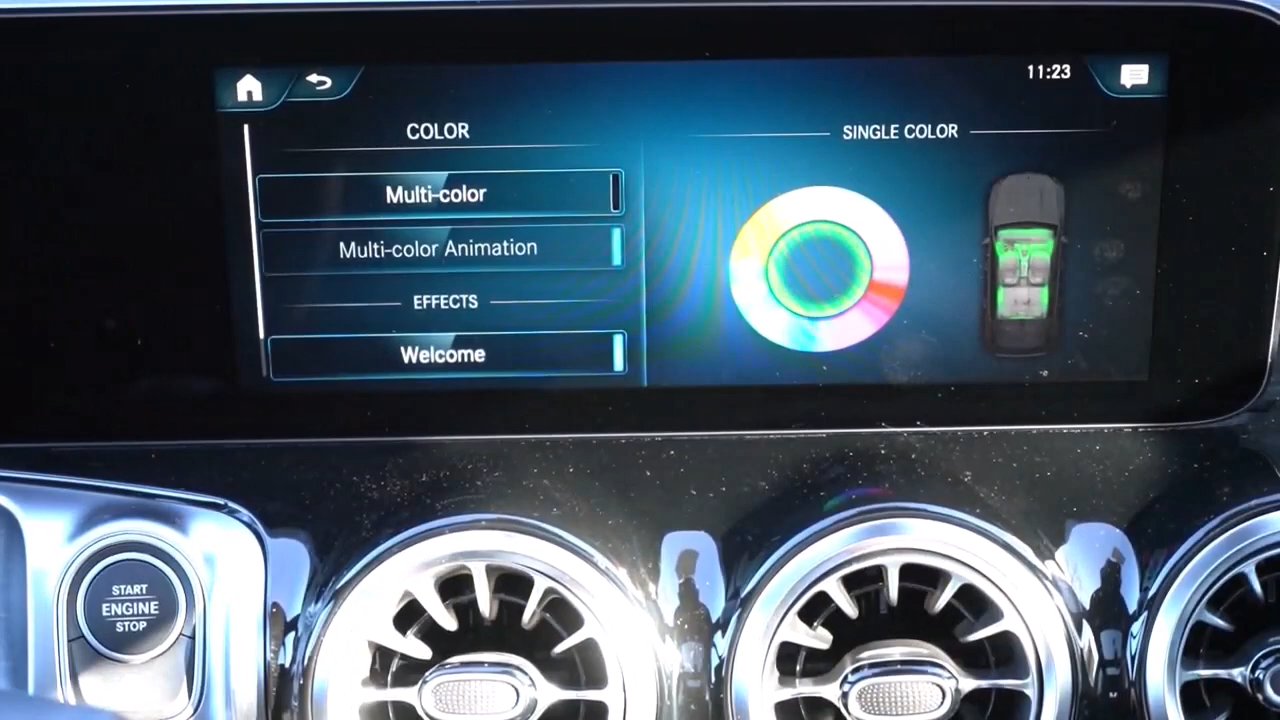 11:23
COLOR
SINGLE COLOR
Multi-color
Multi-color Animation
EFFECTS
Welcome
START
ENGINE
STOP